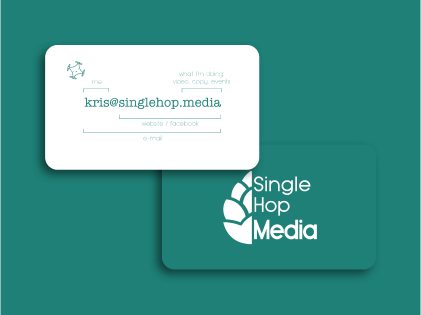 me
what I'm doing:
video, copy, events
kris@singlehop.media
website / facebook
e-mail
Single
Hop
Media